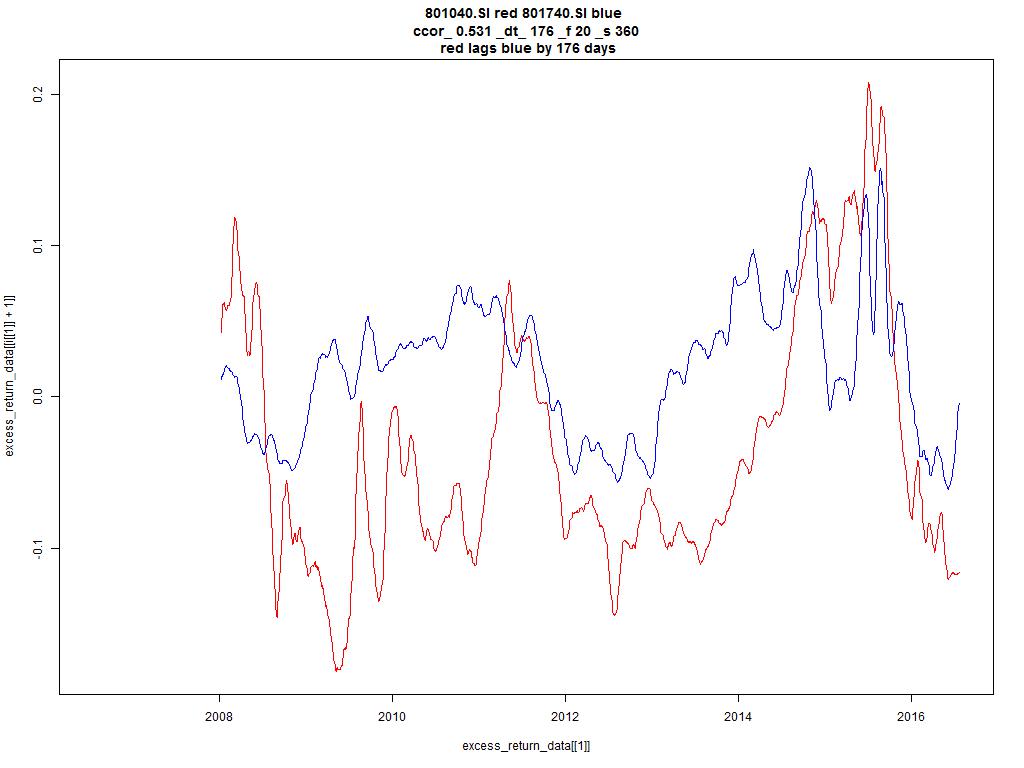 801040.SI red 801740.SI blue
ccor_ 0.531 _dt_ 176 _f 20 _s 360
red lags blue by 176 days
0.2
0.1
0.0
-0.1
excess_return_data[[i[i1]] + 1]]
2008 2010 2012 2014 2016
excess_return_data[[1]]